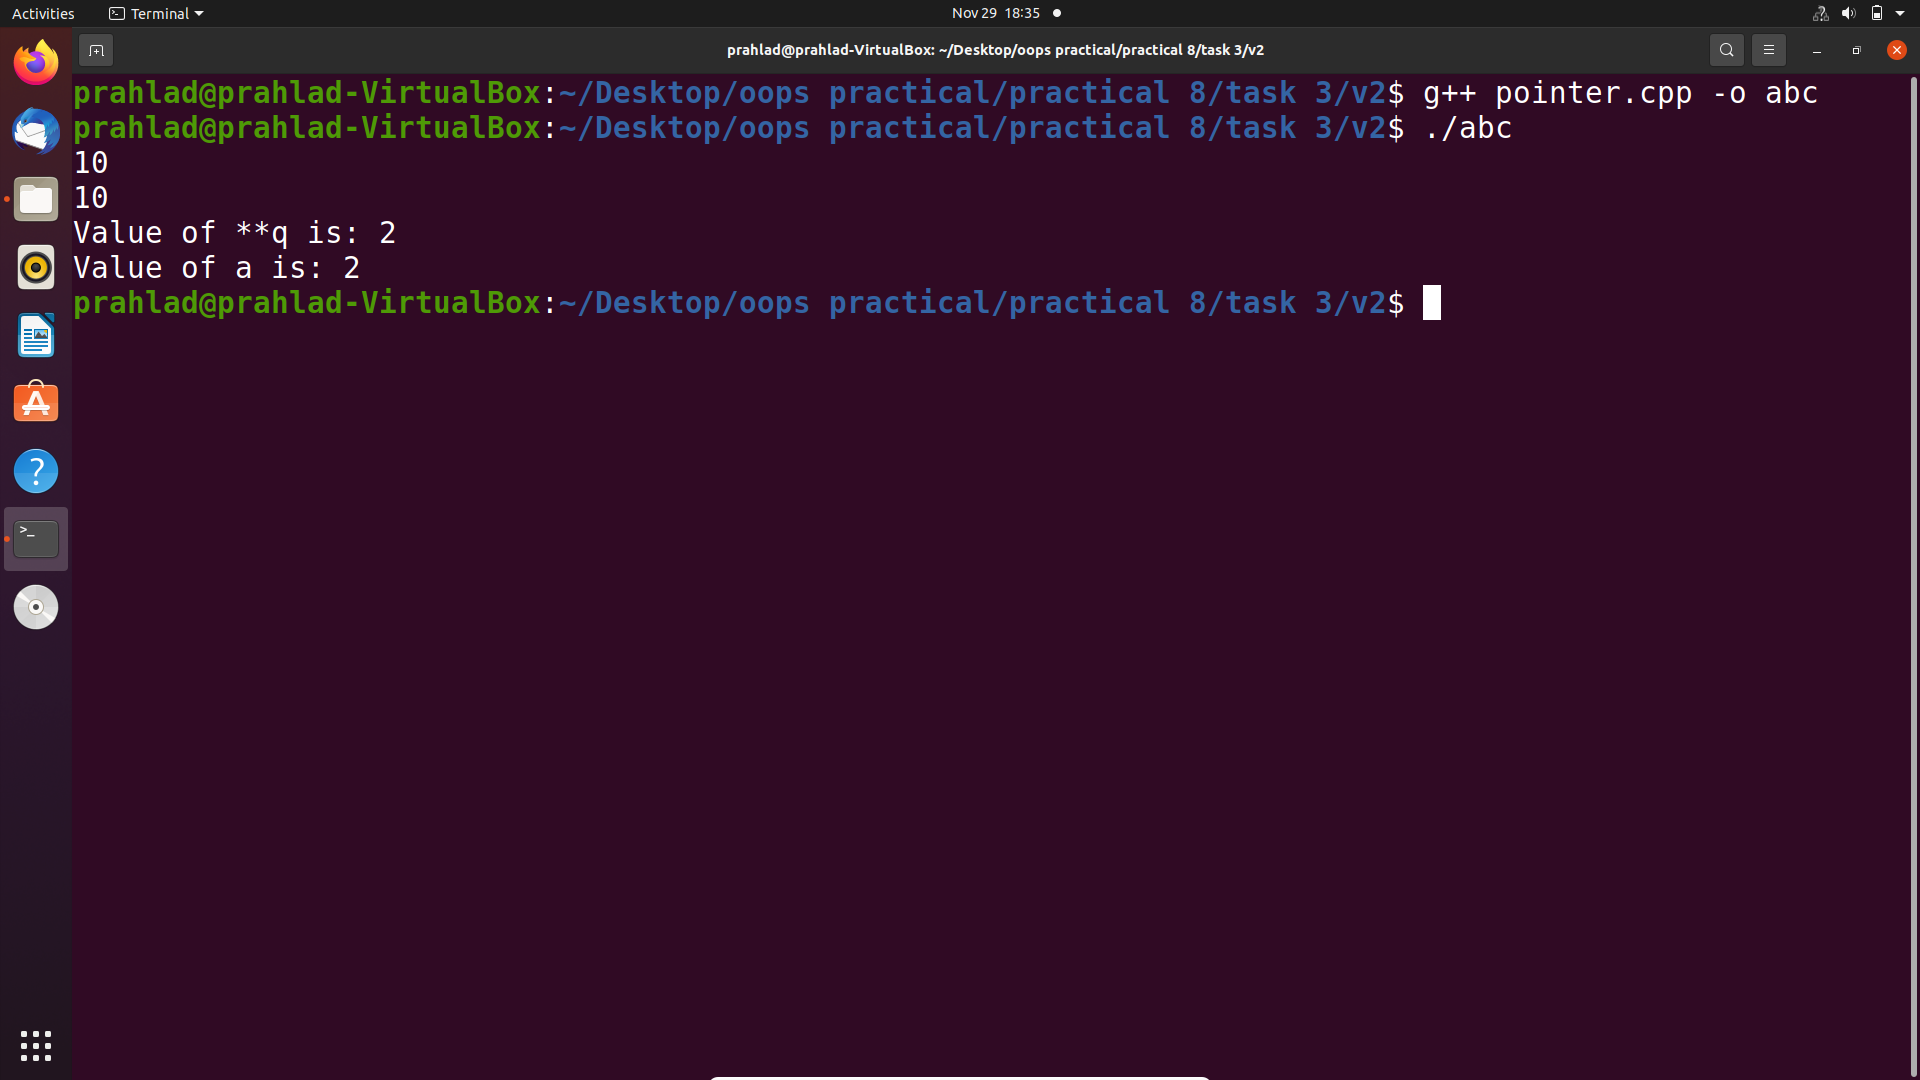 Activities
Terminal
Nov 29 18:35
prahlad@prahlad-VirtualBox: ~/Desktop/oops practical/practical 8/task 3/v2
prahlad@prahlad-VirtualBox:~/Desktop/oops practical/practical 8/task 3/v2$ g++ pointer.cpp -o abc
prahlad@prahlad-VirtualBox:~/Desktop/oops practical/practical 8/task 3/v2$ ./abc
10
10
Value of **q is: 2
Value of a is: 2
prahlad@prahlad-VirtualBox:~/Desktop/oops practical/practical 8/task 3/v2$